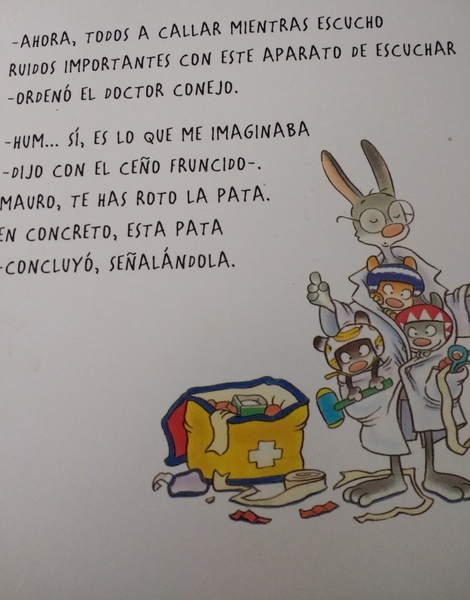 -AHORA, TODOS A CALLAR MIENTRAS ESCUCHO
RUIDOS IMPORTANTES CON ESTE APARATO DE ESCUCHAR
-ORDENÓ EL DOCTOR CONEJO.
-HUM... SÍ, ES LO QUE ME IMAGINABA
-DIJO CON EL CEÑO FRUNCIDO-.
MAURO, TE HAS ROTO LA PATA.
EN CONCRETO, ESTA PATA
-CONCLUYÓ, SEÑALÁNDOLA.